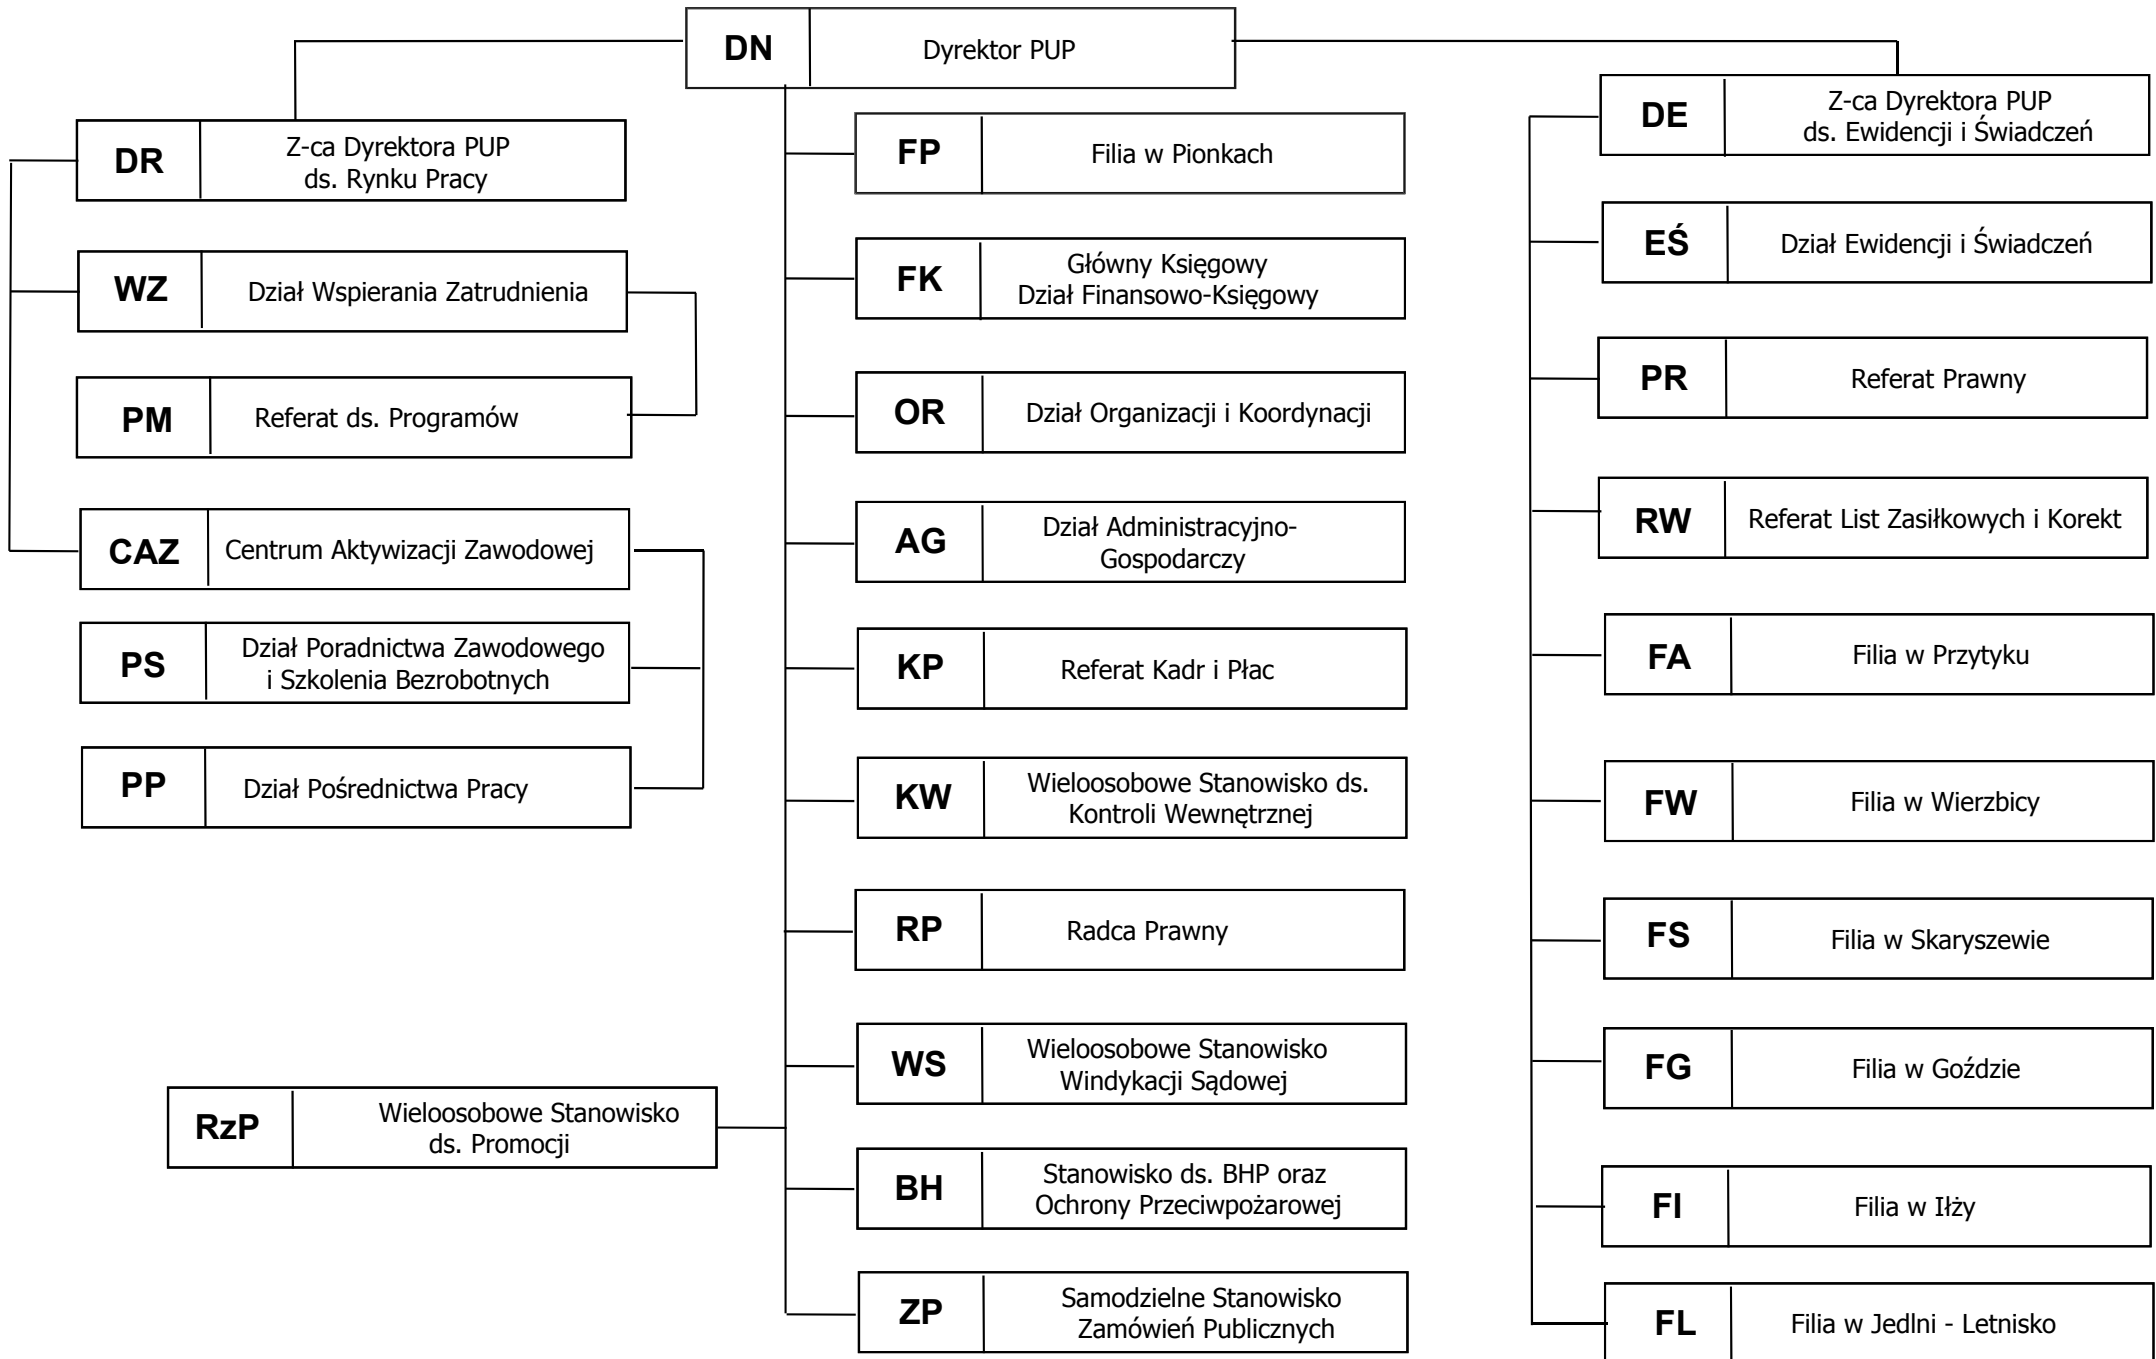 DN
Dyrektor PUP
DR
Z-ca Dyrektora PUP
ds. Rynku Pracy
WZ
Dział Wspierania Zatrudnienia
PM
Referat ds. Programów
CAZ
Centrum Aktywizacji Zawodowej
PS
Dział Poradnictwa Zawodowego
i Szkolenia Bezrobotnych
PP
Dział Pośrednictwa Pracy
RzP
Wieloosobowe Stanowisko
ds. Promocji
FP
Filia w Pionkach
FK
Główny Księgowy
Dział Finansowo-Księgowy
OR
Dział Organizacji i Koordynacji
AG
Dział Administracyjno-
Gospodarczy
KP
Referat Kadr i Płac
KW
Wieloosobowe Stanowisko ds.
Kontroli Wewnętrznej
RP
Radca Prawny
WS
Wieloosobowe Stanowisko
Windykacji Sądowej
BH
Stanowisko ds. BHP oraz
Ochrony Przeciwpożarowej
ZP
Samodzielne Stanowisko
Zamówień Publicznych
DE
Z-ca Dyrektora PUP
ds. Ewidencji i Świadczeń
EŚ
Dział Ewidencji i Świadczeń
PR
Referat Prawny
RW
Referat List Zasiłkowych i Korekt
FA
Filia w Przytyku
FW
Filia w Wierzbicy
FS
Filia w Skaryszewie
FG
Filia w Goździe
FI
Filia w Iłży
FL
Filia w Jedlni - Letnisko